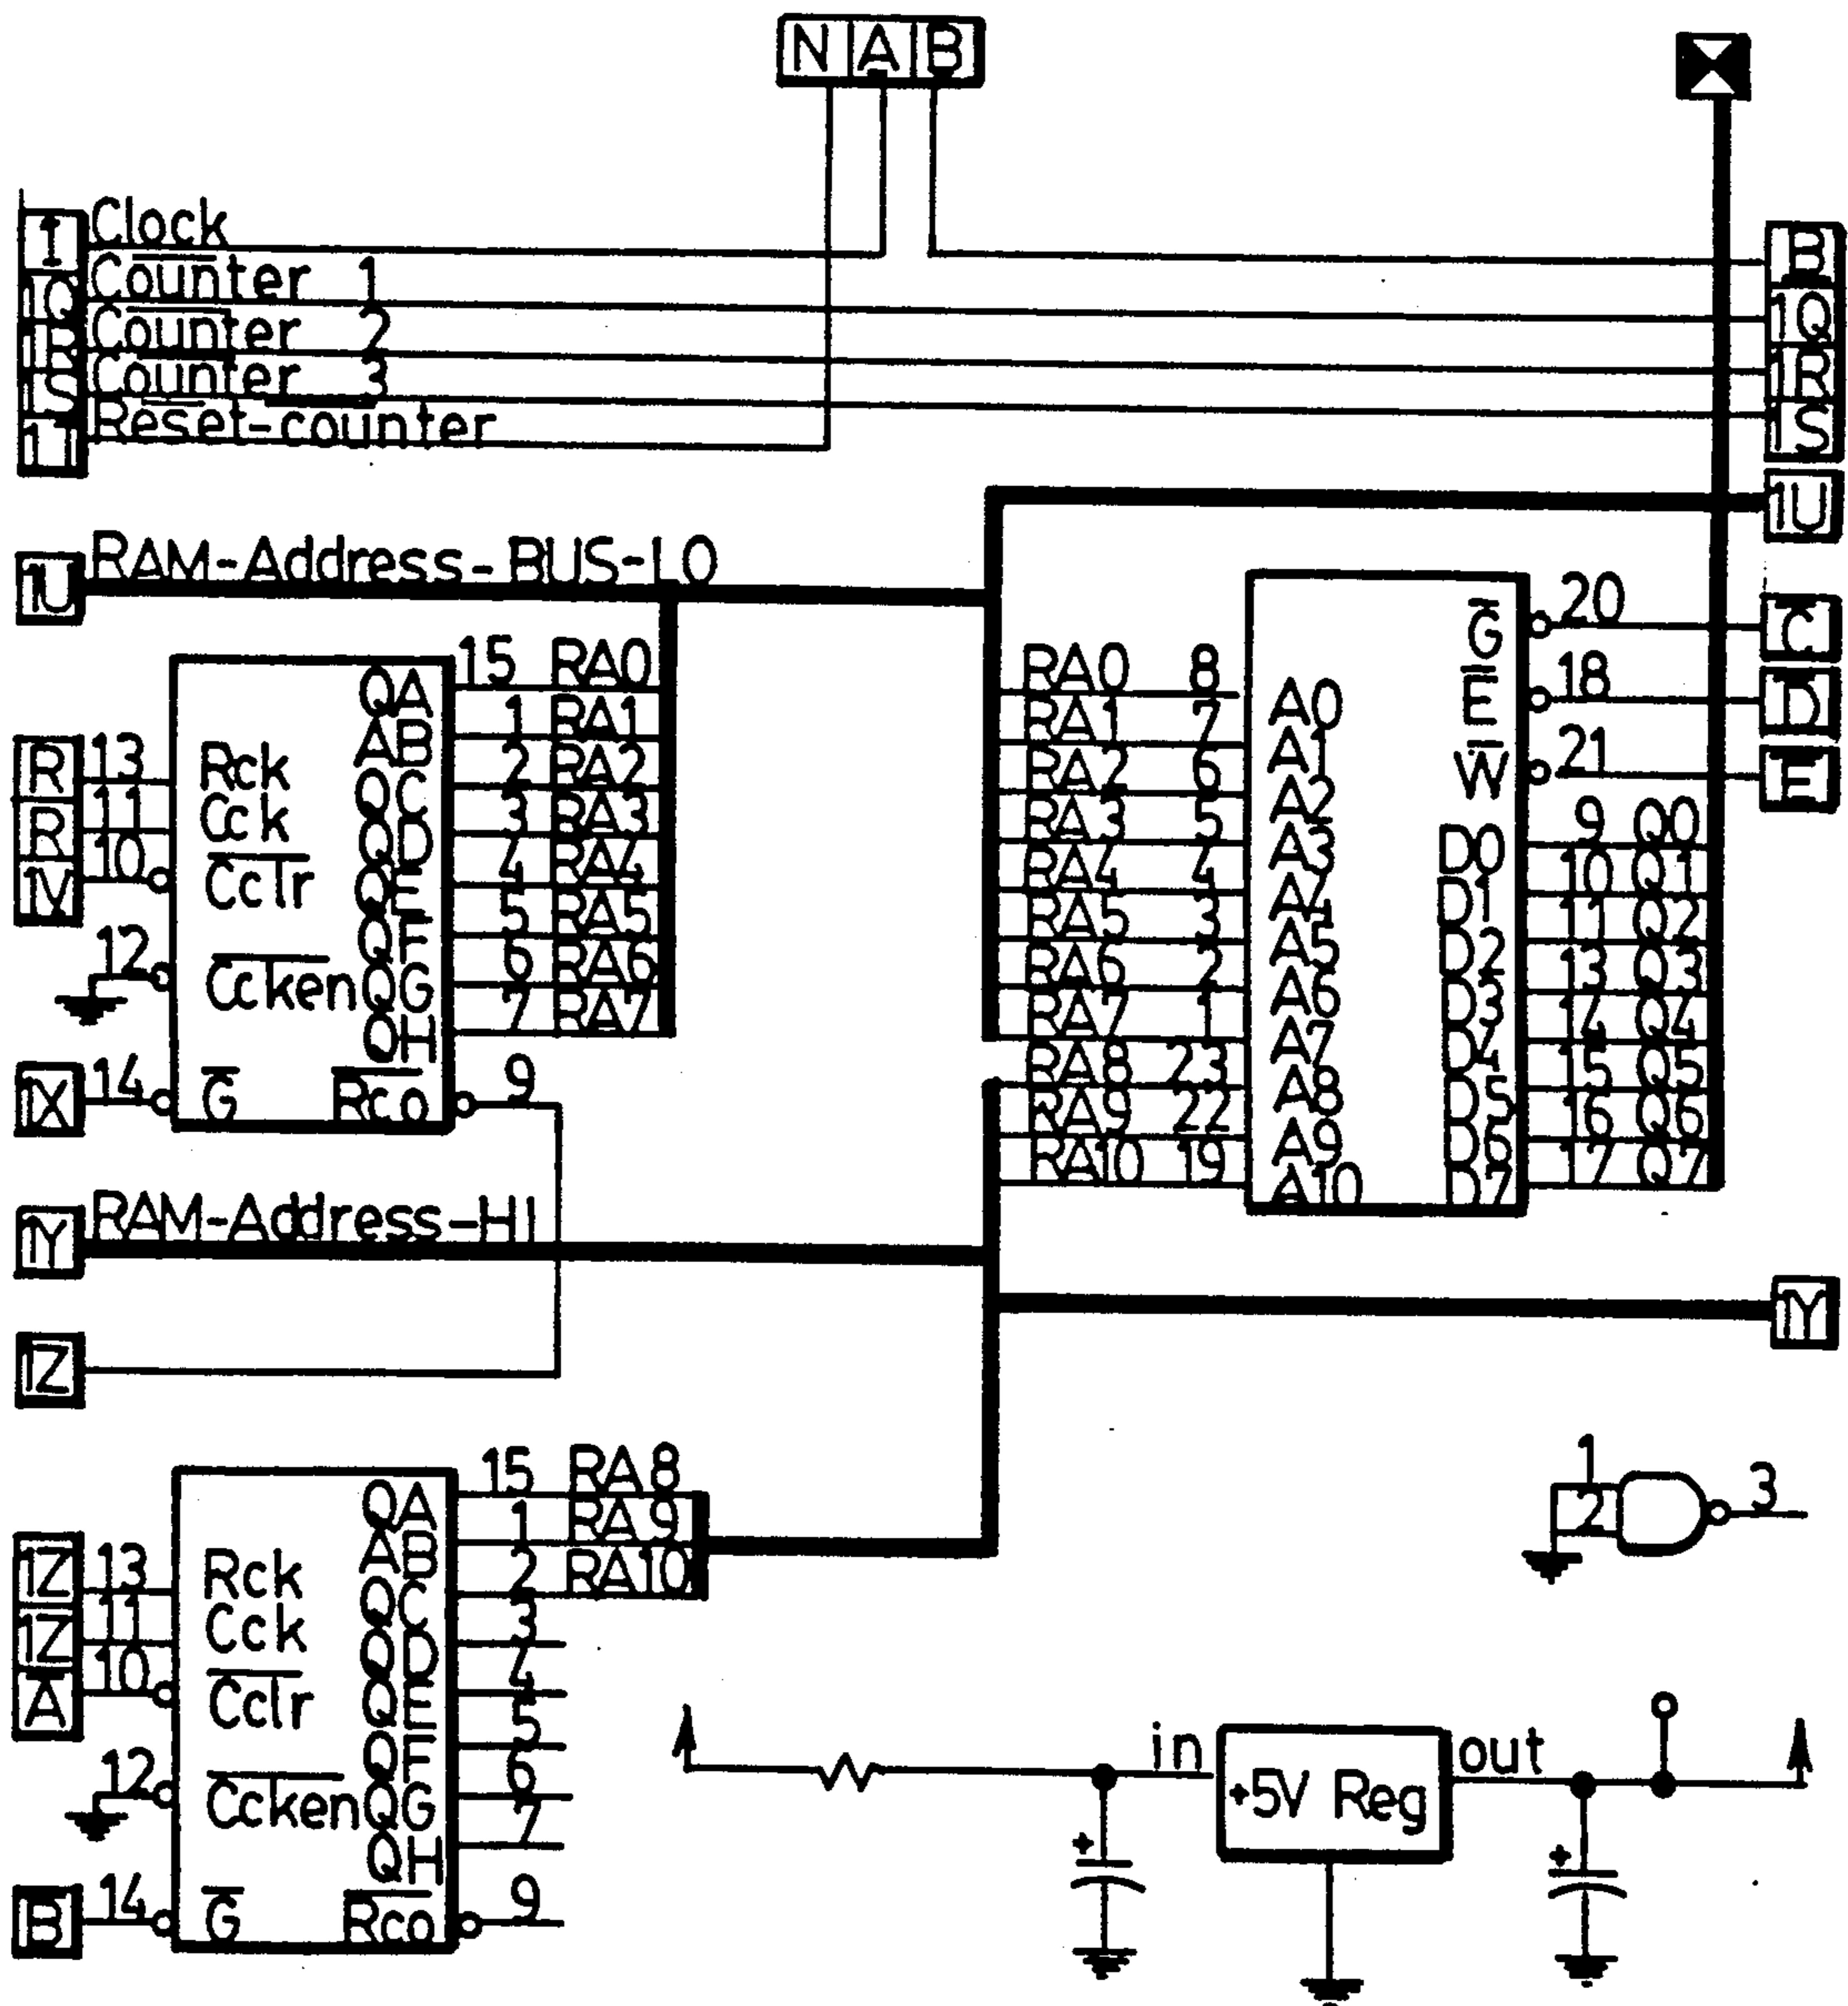 N A B
I Clock
1Q Counter 1
1R Counter 2
1S Counter 3
Reset-counter
B
1Q
1R
1S
1U
1U RAM-Address-BUS-LO
15 RA0
QA
1 RA1
AB
2 RA2
QC
3 RA3
QD
4 RA4
QE
5 RA5
QF
6 RA6
QG
7 RA7
QH
R 13 Rck
R 11 Cck
1V 10 Cclr
12 Ccken
1X 14 G
Rco 9
RA0 8 A0
RA1 7 A1
RA2 6 A2
RA3 5 A3
RA4 4 A4
RA5 3 A5
RA6 2 A6
RA7 1 A7
RA8 23 A8
RA9 22 A9
RA10 19 A10
G 20 C
E 18 D
W 21 E
D0 9 Q0
D1 10 Q1
D2 11 Q2
D3 13 Q3
D4 14 Q4
D5 15 Q5
D6 16 Q6
D7 17 Q7
1Y RAM-Address-HI
1Y
1Z
15 RA8
QA
1 RA9
AB
2 RA10
QC
3
QD
4
QE
5
QF
6
QG
7
QH
1Z 13 Rck
1Z 11 Cck
A 10 Cclr
12 Ccken
B 14 G
Rco 9
1
2
3
in +5V Reg out
+
+